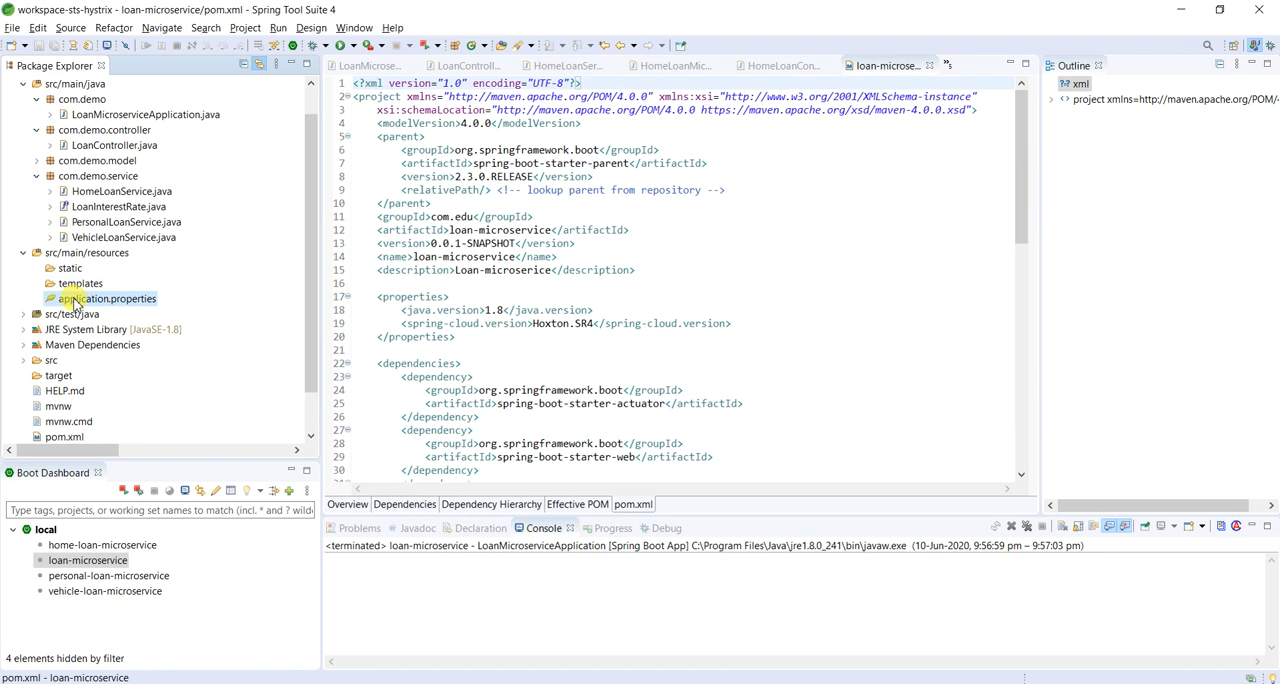 workspace-sts-hystrix - loan-microservice/pom.xml - Spring Tool Suite 4
File Edit Source Refactor Navigate Search Project Run Design Window Help
Package Explorer
src/main/java
com.demo
LoanMicroserviceApplication.java
com.demo.controller
LoanController.java
com.demo.model
com.demo.service
HomeLoanService.java
LoanInterestRate.java
PersonalLoanService.java
VehicleLoanService.java
src/main/resources
static
templates
application.properties
src/test/java
JRE System Library [JavaSE-1.8]
Maven Dependencies
src
target
HELP.md
mvnw
mvnw.cmd
pom.xml
Boot Dashboard
Type tags, projects, or working set names to match (incl. * and ? wild
local
home-loan-microservice
loan-microservice
personal-loan-microservice
vehicle-loan-microservice
4 elements hidden by filter
LoanMicrose... LoanControll... HomeLoanSer... HomeLoanMic... HomeLoanCon... loan-microse... »5
1 <?xml version="1.0" encoding="UTF-8"?>
2 <project xmlns="http://maven.apache.org/POM/4.0.0" xmlns:xsi="http://www.w3.org/2001/XMLSchema-instance"
3 xsi:schemaLocation="http://maven.apache.org/POM/4.0.0 https://maven.apache.org/xsd/maven-4.0.0.xsd">
4 <modelVersion>4.0.0</modelVersion>
5 <parent>
6 <groupId>org.springframework.boot</groupId>
7 <artifactId>spring-boot-starter-parent</artifactId>
8 <version>2.3.0.RELEASE</version>
9 <relativePath/> <!-- lookup parent from repository -->
10 </parent>
11 <groupId>com.edu</groupId>
12 <artifactId>loan-microservice</artifactId>
13 <version>0.0.1-SNAPSHOT</version>
14 <name>loan-microservice</name>
15 <description>Loan-microserice</description>
16
17 <properties>
18 <java.version>1.8</java.version>
19 <spring-cloud.version>Hoxton.SR4</spring-cloud.version>
20 </properties>
21
22 <dependencies>
23 <dependency>
24 <groupId>org.springframework.boot</groupId>
25 <artifactId>spring-boot-starter-actuator</artifactId>
26 </dependency>
27 <dependency>
28 <groupId>org.springframework.boot</groupId>
29 <artifactId>spring-boot-starter-web</artifactId>
30 </dependency>
Overview Dependencies Dependency Hierarchy Effective POM pom.xml
Problems Javadoc Declaration Console Progress Debug
<terminated> loan-microservice - LoanMicroserviceApplication [Spring Boot App] C:\Program Files\Java\jre1.8.0_241\bin\javaw.exe (10-Jun-2020, 9:56:59 pm – 9:57:03 pm)
Outline
?-? xml
project xmlns=http://maven.apache.org/POM/
pom.xml - loan-microservice